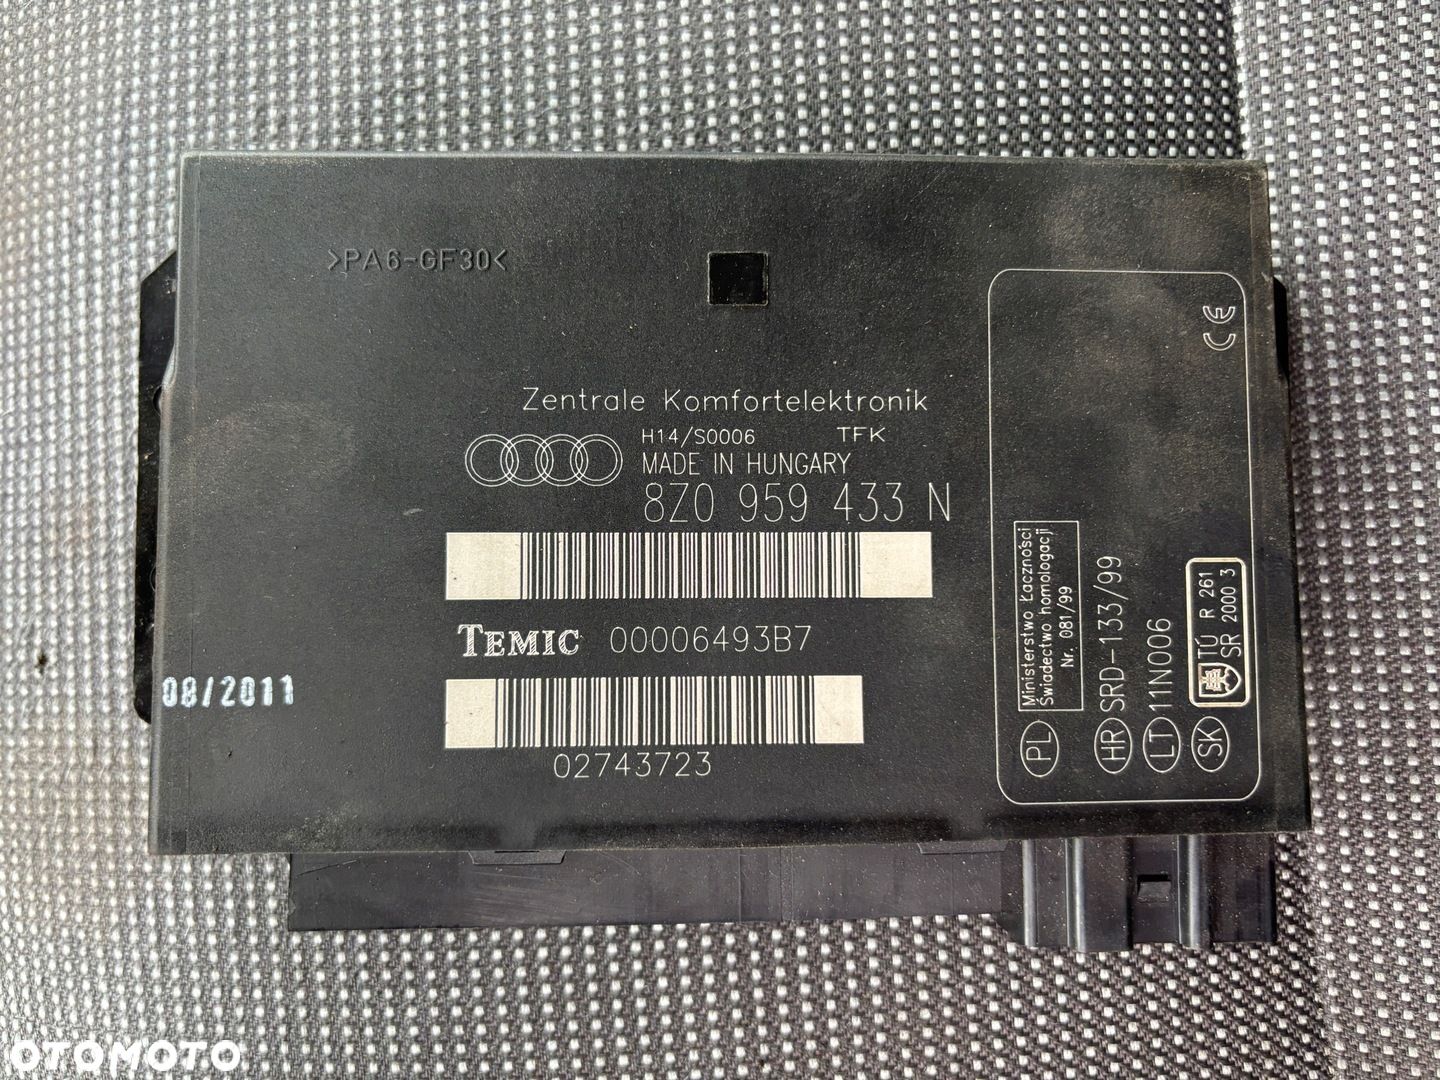 >PA6-GF30<
Zentrale Komfortelektronik
H14/S0006 TFK
MADE IN HUNGARY
8Z0 959 433 N
TEMIC 00006493B7
02743723
08/2011
CE
Ministerstwo Łączności
Świadectwo homologacji
Nr. 081/99
PL
HR SRD-133/99
LT 11N006
SK
TÚ R 261
SR 2000 3
OTOMOTO